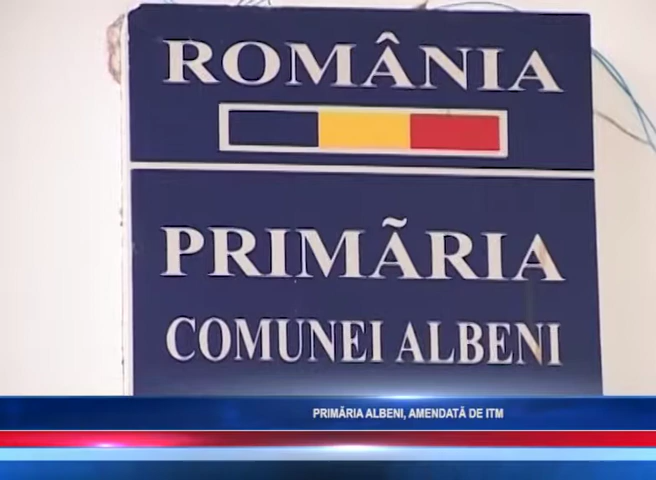 ROMÂNIA
PRIMÃRIA
COMUNEI ALBENI
PRIMĂRIA ALBENI, AMENDATĂ DE ITM